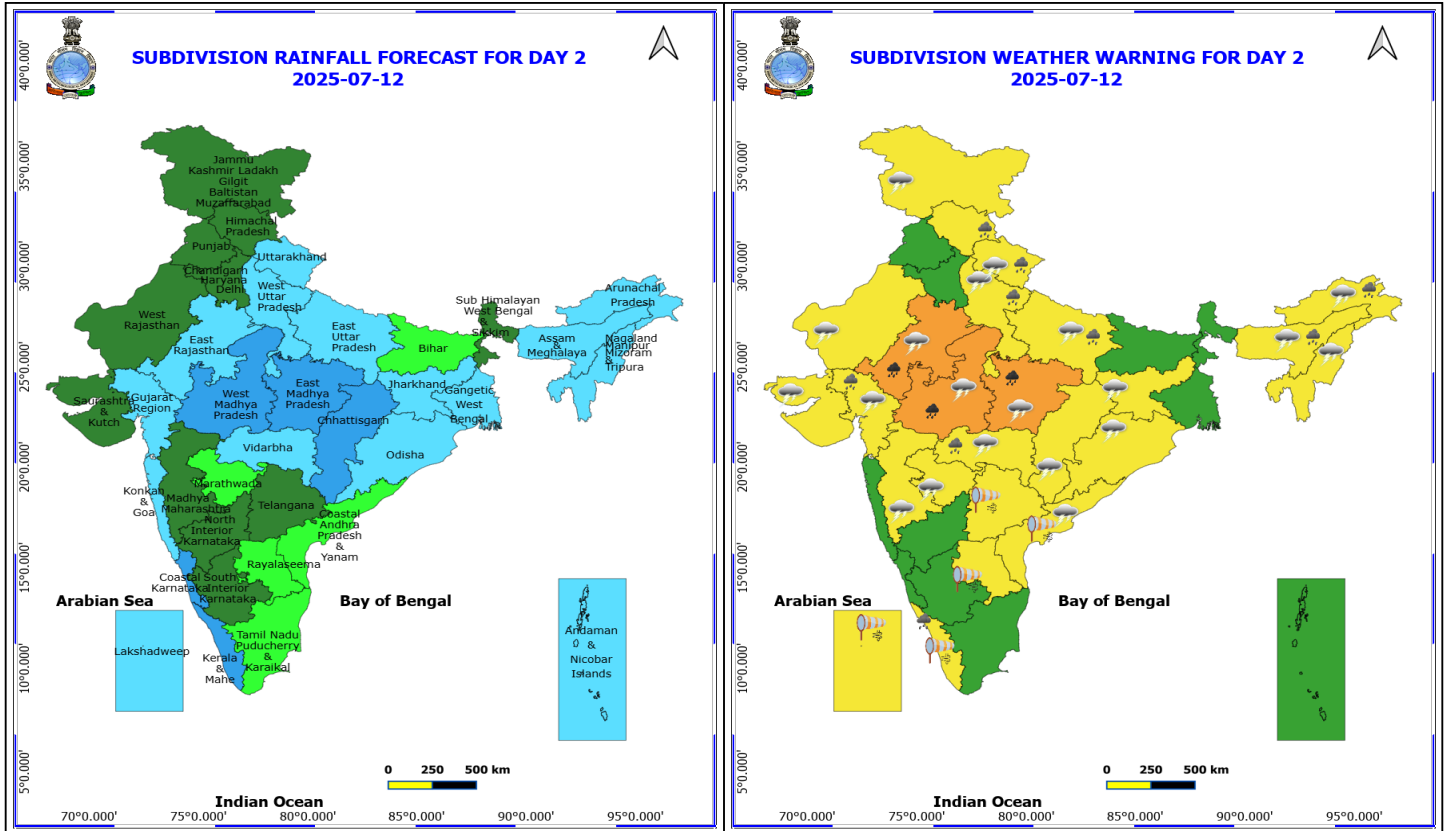 SUBDIVISION RAINFALL FORECAST FOR DAY 2
2025-07-12
40°0.000'
35°0.000'
30°0.000'
25°0.000'
20°0.000'
15°0.000'
10°0.000'
5°0.000'
Jammu
Kashmir Ladakh
Gilgit
Baltistan
Muzaffarabad
Himachal
Pradesh
Punjab
Uttarakhand
Chandigarh
Haryana
Delhi
West
Uttar
Pradesh
Arunachal
Pradesh
Sub Himalayan
West Bengal
&
Sikkim
West
Rajasthan
East
Rajasthan
East
Uttar
Pradesh
Bihar
Assam
&
Meghalaya
Nagaland
Manipur
Mizoram
&
Tripura
Saurashtra
&
Kutch
Gujarat
Region
West
Madhya
Pradesh
East
Madhya
Pradesh
Jharkhand
Gangetic
West
Bengal
Chhattisgarh
Vidarbha
Odisha
Konkan
&
Goa
Madhya
Maharashtra
Marathwada
Telangana
North
Interior
Karnataka
Coastal
Andhra
Pradesh
&
Yanam
Rayalaseema
Coastal
Karnataka
South
Interior
Karnataka
Arabian Sea
Bay of Bengal
Lakshadweep
Kerala
&
Mahe
Tamil Nadu
Puducherry
&
Karaikal
Andaman
&
Nicobar
Islands
0 250 500 km
Indian Ocean
70°0.000' 75°0.000' 80°0.000' 85°0.000' 90°0.000' 95°0.000'
SUBDIVISION WEATHER WARNING FOR DAY 2
2025-07-12
40°0.000'
35°0.000'
30°0.000'
25°0.000'
20°0.000'
15°0.000'
10°0.000'
5°0.000'
Arabian Sea
Bay of Bengal
0 250 500 km
Indian Ocean
70°0.000' 75°0.000' 80°0.000' 85°0.000' 90°0.000' 95°0.000'